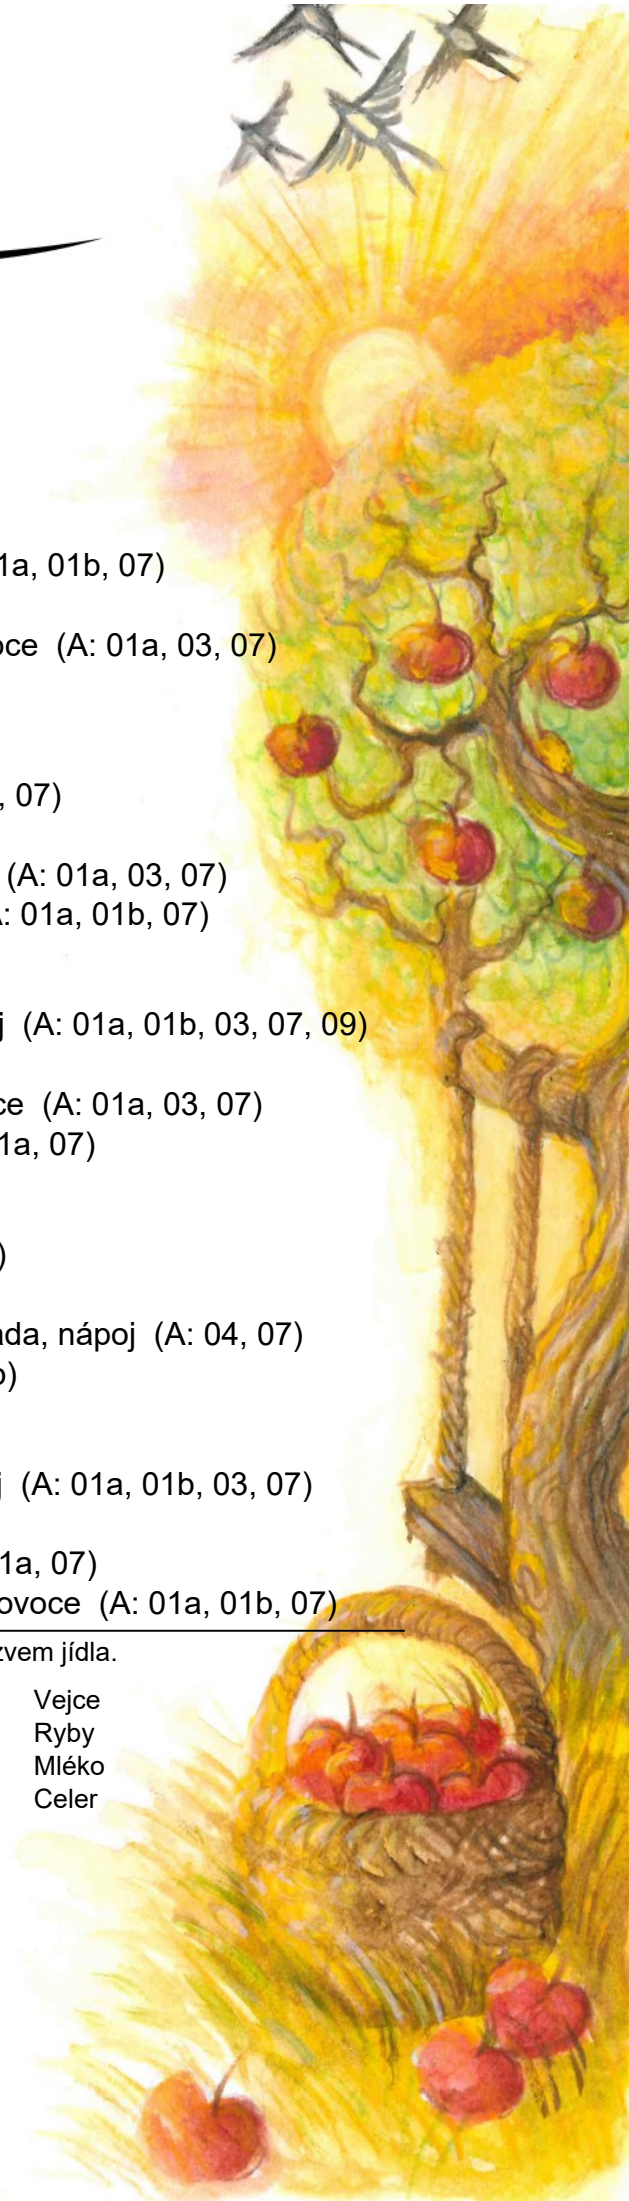 1a, 01b, 07)
oce (A: 01a, 03, 07)
, 07)
(A: 01a, 03, 07)
: 01a, 01b, 07)
j (A: 01a, 01b, 03, 07, 09)
ce (A: 01a, 03, 07)
1a, 07)
)
ada, nápoj (A: 04, 07)
)
j (A: 01a, 01b, 03, 07)
1a, 07)
ovoce (A: 01a, 01b, 07)
zvem jídla.
Vejce
Ryby
Mléko
Celer